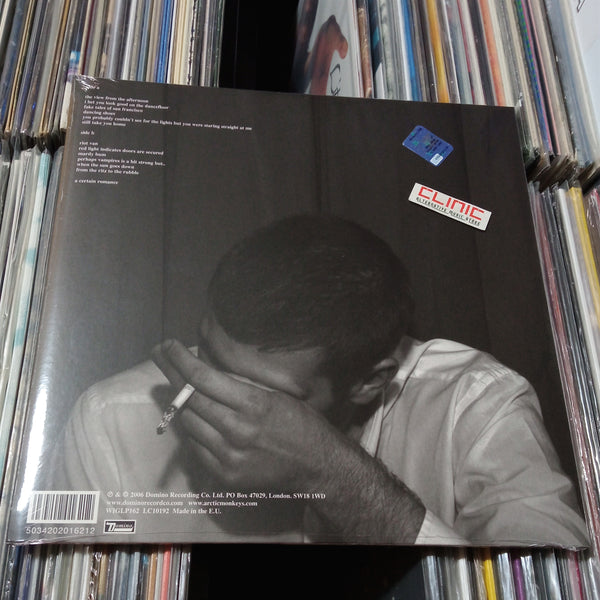 the view from the afternoon
i bet you look good on the dancefloor
fake tales of san francisco
dancing shoes
you probably couldn't see for the lights but you were staring straight at me
still take you home
side b
riot van
red light indicates doors are secured
mardy bum
perhaps vampires is a bit strong but..
when the sun goes down
from the ritz to the rubble
a certain romance
CLINIC
ALTERNATIVE MUSIC STORE
℗ & © 2006 Domino Recording Co. Ltd. PO Box 47029, London. SW18 1WD
www.dominorecordco.com www.arcticmonkeys.com
WIGLP162 LC10192 Made in the E.U.
5034202016212
Domino